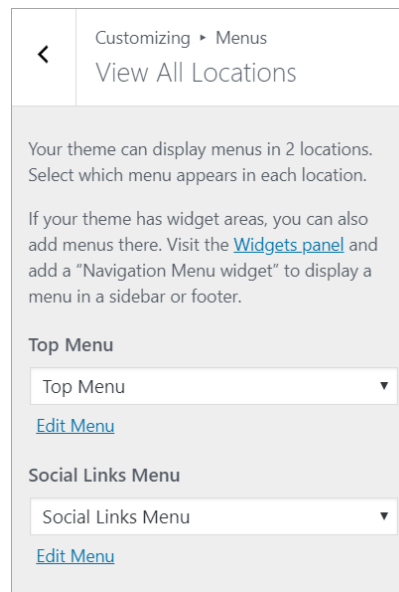 Customizing ▸ Menus
View All Locations
Your theme can display menus in 2 locations.
Select which menu appears in each location.
If your theme has widget areas, you can also
add menus there. Visit the Widgets panel and
add a “Navigation Menu widget” to display a
menu in a sidebar or footer.
Top Menu
Top Menu
Edit Menu
Social Links Menu
Social Links Menu
Edit Menu